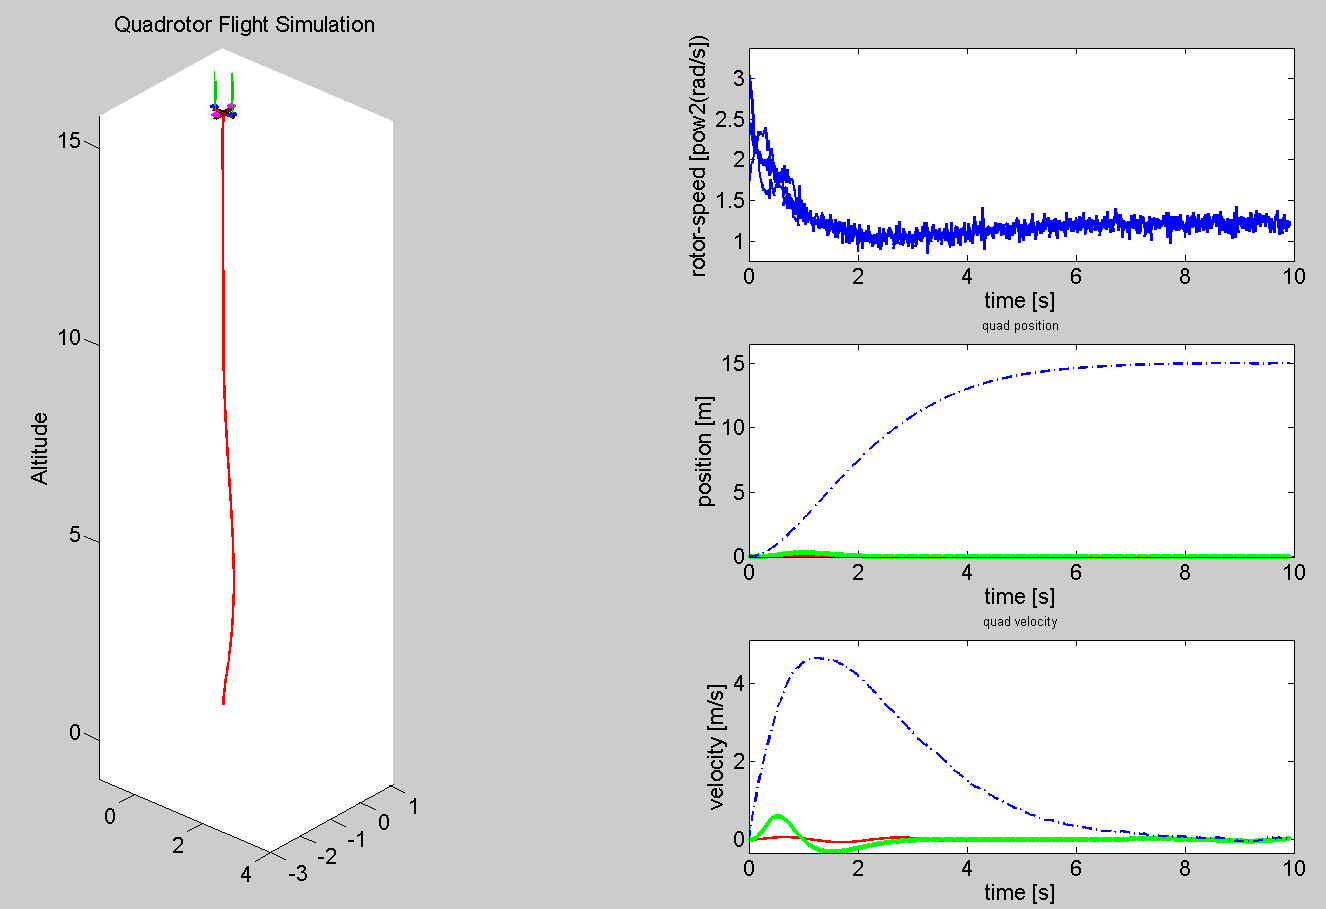 Quadrotor Flight Simulation
15
10
5
0
Altitude
0
2
4
-3
-2
-1
0
1
rotor-speed [pow2(rad/s])
3
2.5
2
1.5
1
0 2 4 6 8 10
time [s]
quad position
position [m]
15
10
5
0
0 2 4 6 8 10
time [s]
quad velocity
velocity [m/s]
4
2
0
0 2 4 6 8 10
time [s]